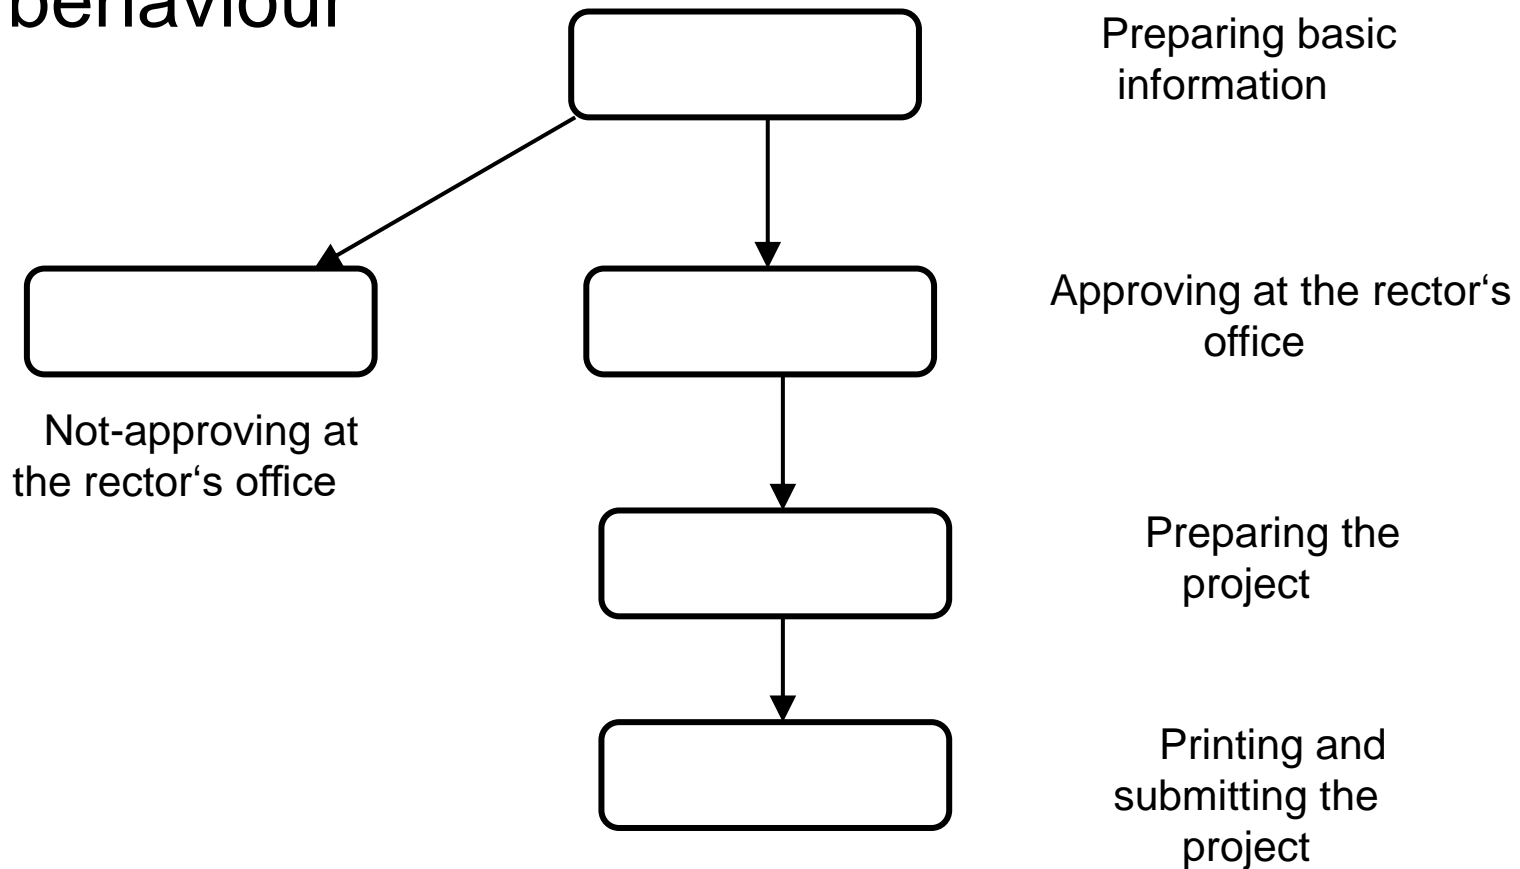 behaviour
Preparing basic
information
Approving at the rector‘s
office
Not-approving at
the rector‘s office
Preparing the
project
Printing and
submitting the
project